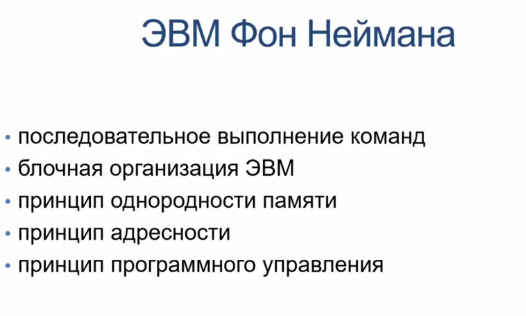 ЭВМ Фон Неймана
• последовательное выполнение команд
• блочная организация ЭВМ
• принцип однородности памяти
• принцип адресности
• принцип программного управления